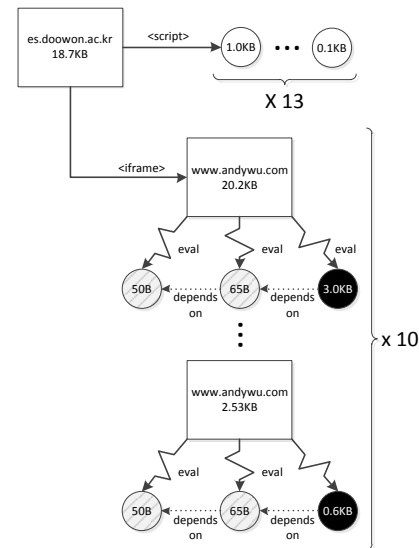 es.doowon.ac.kr
18.7KB
<script>
1.0KB
0.1KB
X 13
<iframe>
www.andywu.com
20.2KB
eval
eval
eval
50B
65B
3.0KB
depends
on
depends
on
x 10
www.andywu.com
2.53KB
eval
eval
eval
50B
65B
0.6KB
depends
on
depends
on